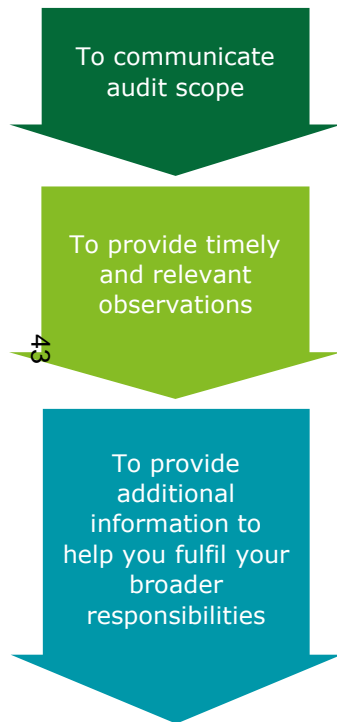 To communicate
audit scope
To provide timely
and relevant
observations
43
To provide
additional
information to
help you fulfil your
broader
responsibilities